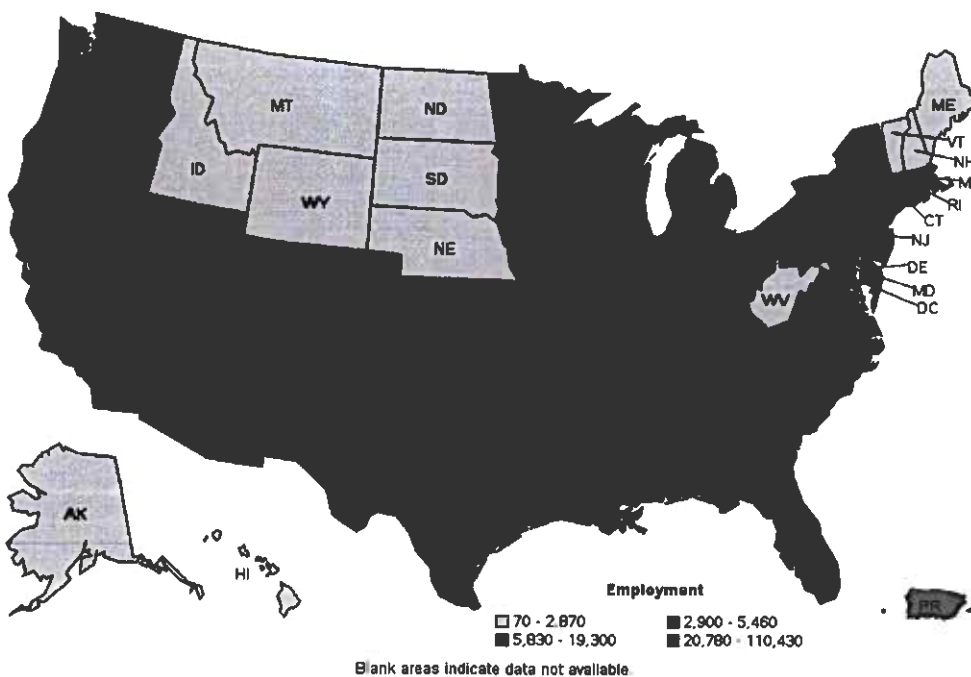 MT
ND
ME
VT
NH
ID
SD
M
WY
RI
CT
NE
NJ
DE
MD
WV
DC
AK
HI
Employment
PR
70 - 2,870
2,900 - 5,460
5,830 - 19,300
20,780 - 110,430
Blank areas indicate data not available.